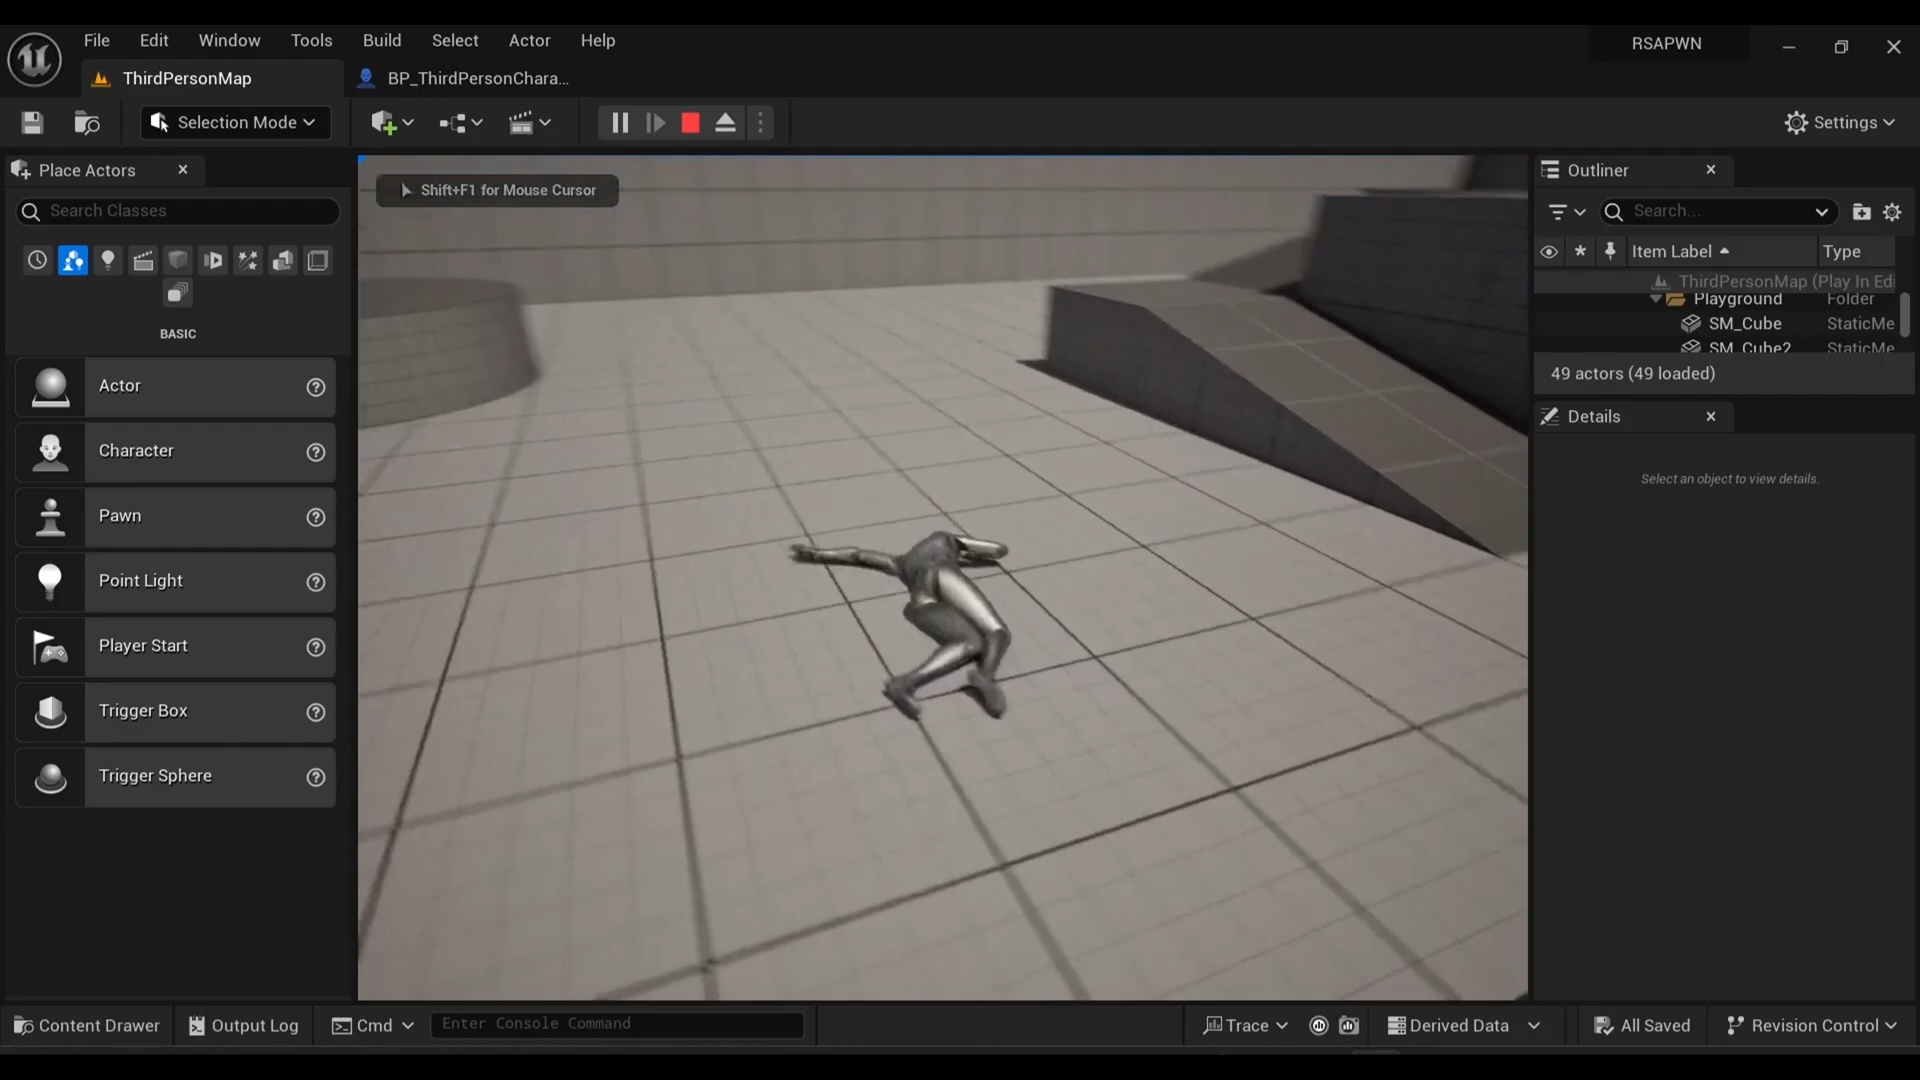 File Edit Window Tools Build Select Actor Help
RSAPWN
ThirdPersonMap
BP_ThirdPersonChara...
Selection Mode
Settings
Place Actors
Shift+F1 for Mouse Cursor
Outliner
Search Classes
Search...
Item Label
Type
ThirdPersonMap (Play In Edi
Playground
Folder
SM_Cube
StaticMe
SM_Cube2
StaticMe
BASIC
49 actors (49 loaded)
Actor
Details
Character
Select an object to view details.
Pawn
Point Light
Player Start
Trigger Box
Trigger Sphere
Content Drawer
Output Log
Cmd
Enter Console Command
Trace
Derived Data
All Saved
Revision Control